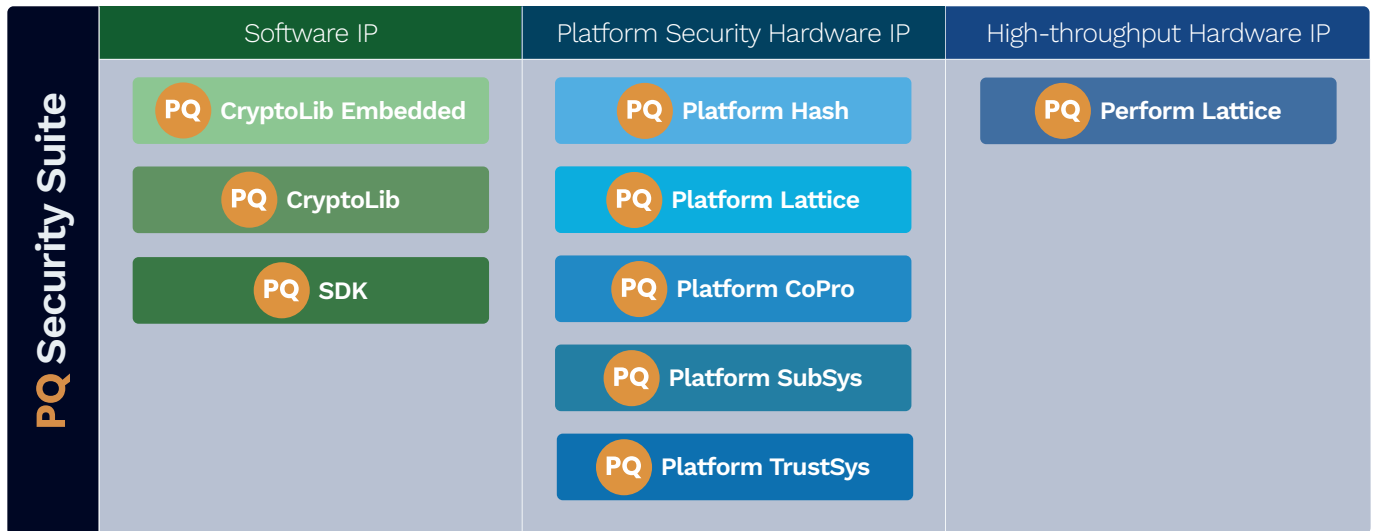 PQ Security Suite
Software IP
PQ CryptoLib Embedded
PQ CryptoLib
PQ SDK
Platform Security Hardware IP
PQ Platform Hash
PQ Platform Lattice
PQ Platform CoPro
PQ Platform SubSys
PQ Platform TrustSys
High-throughput Hardware IP
PQ Perform Lattice